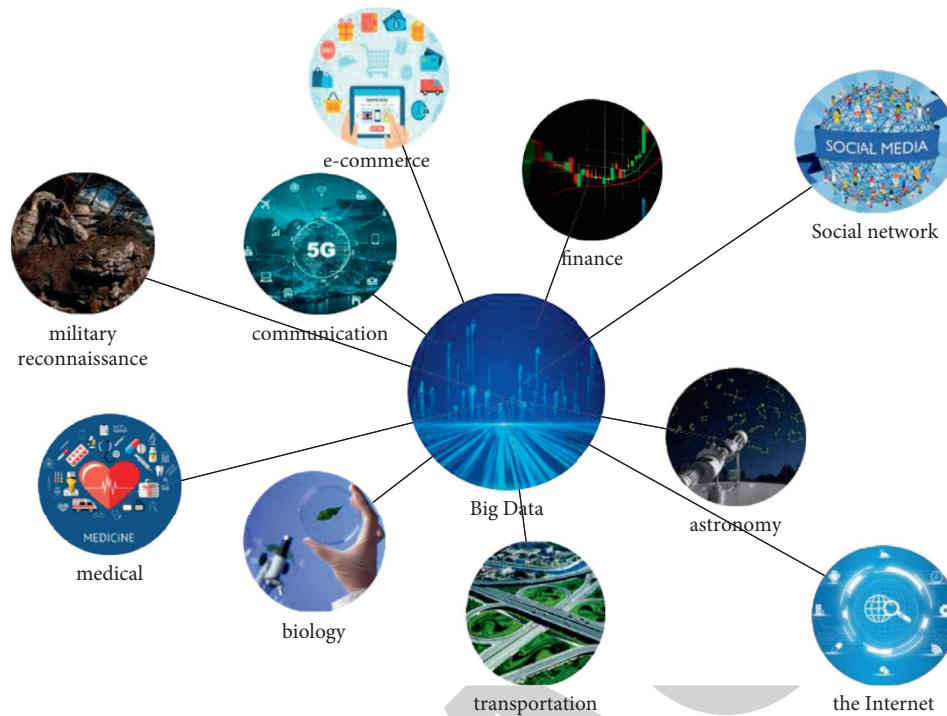 e-commerce
finance
SOCIAL MEDIA
Social network
5G
communication
military
reconnaissance
Big Data
astronomy
MEDICINE
medical
biology
transportation
the Internet